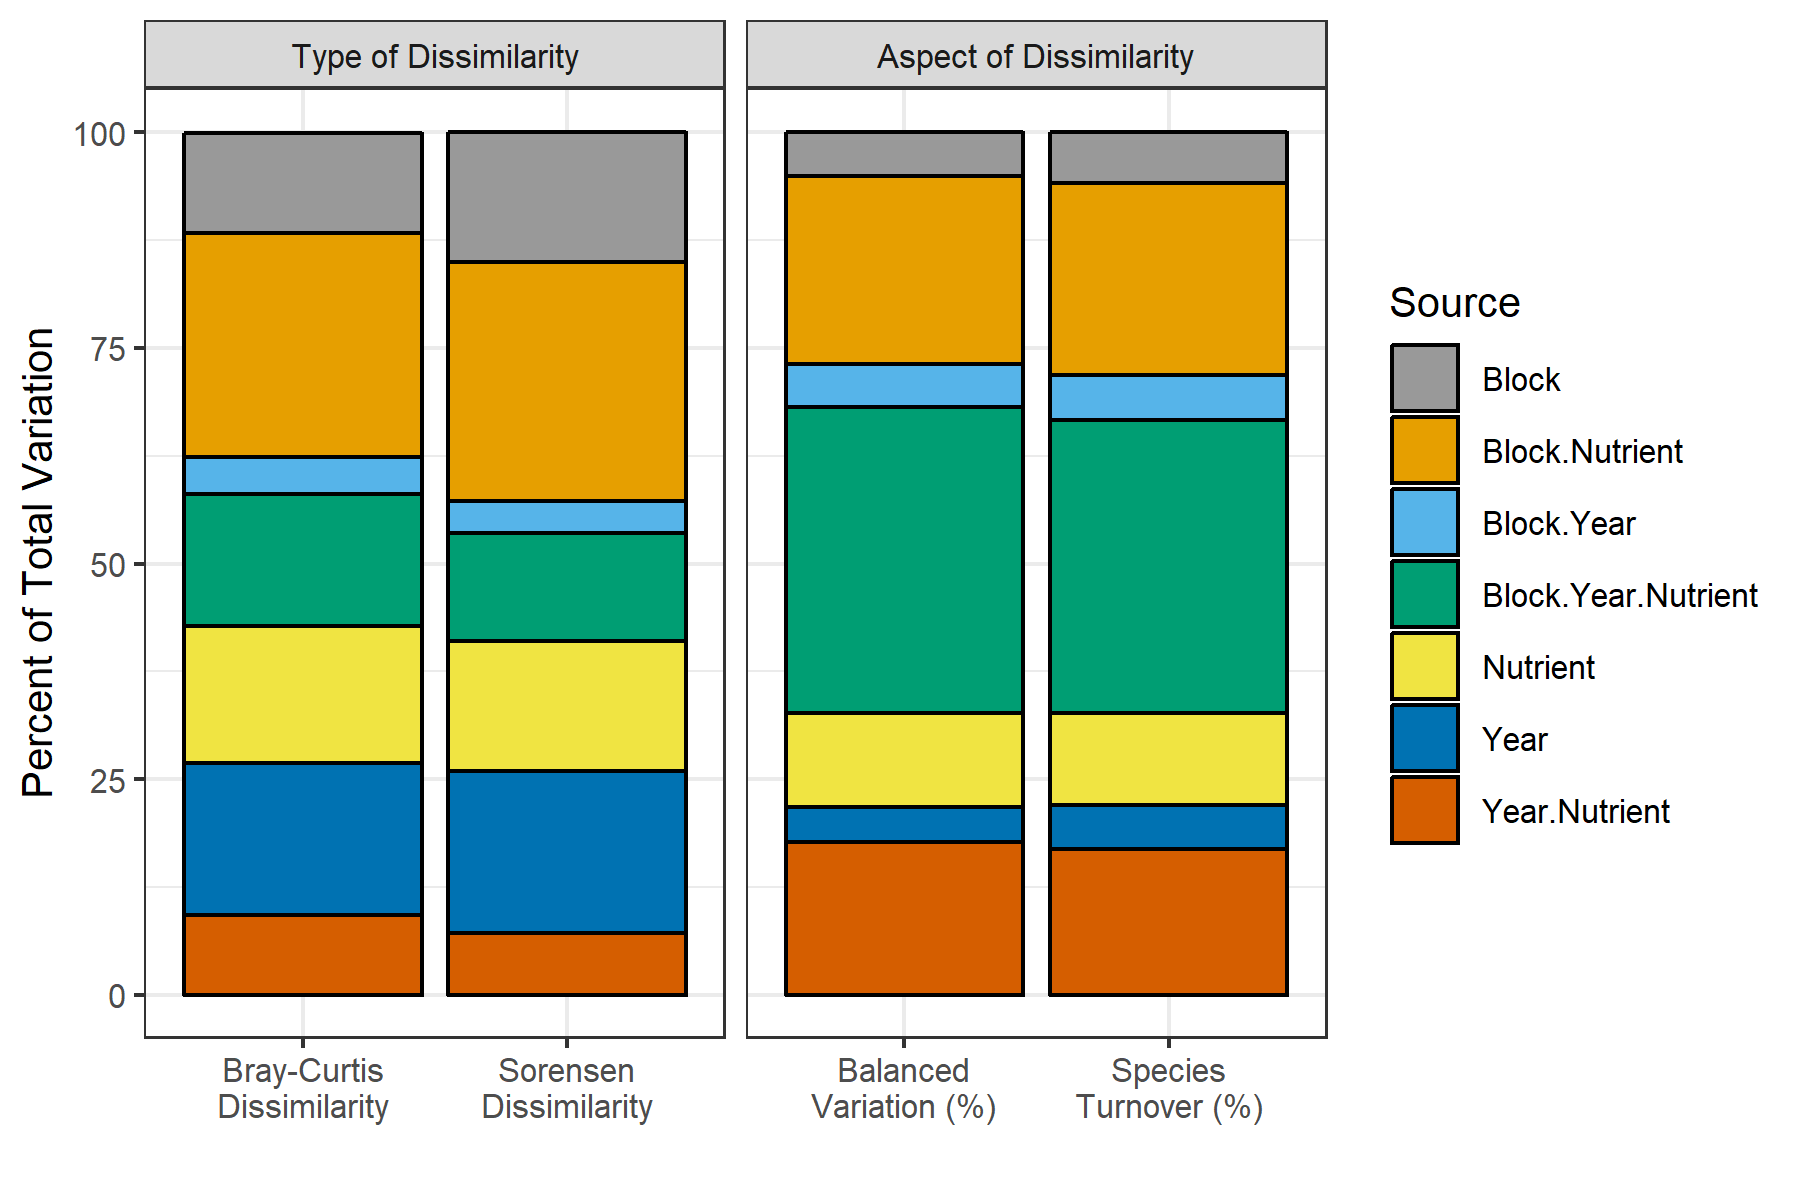 Type of Dissimilarity
Aspect of Dissimilarity
Percent of Total Variation
100
75
50
25
0
Bray-Curtis
Dissimilarity
Sorensen
Dissimilarity
Balanced
Variation (%)
Species
Turnover (%)
Source
Block
Block.Nutrient
Block.Year
Block.Year.Nutrient
Nutrient
Year
Year.Nutrient